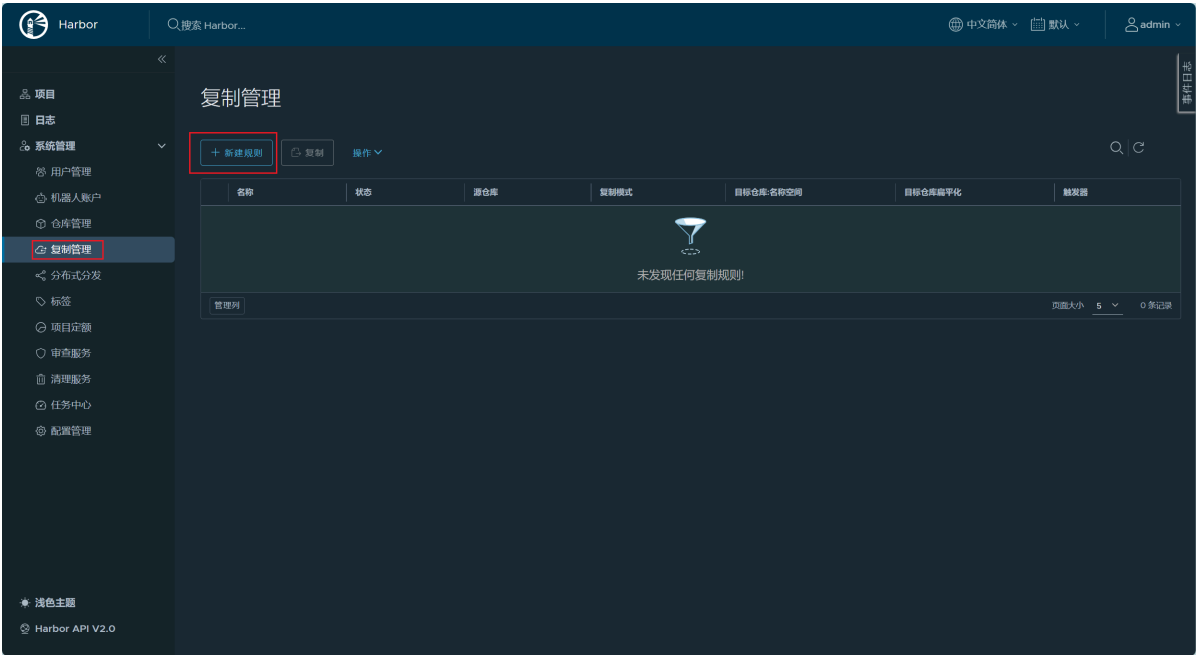 Harbor
搜索 Harbor...
中文简体
默认
admin
事件日志
项目
日志
系统管理
用户管理
机器人账户
仓库管理
复制管理
分布式分发
标签
项目定额
审查服务
清理服务
任务中心
配置管理
浅色主题
Harbor API V2.0
复制管理
新建规则 复制 操作
名称 状态 源仓库 复制模式 目标仓库:名称空间 目标仓库扁平化 触发器
未发现任何复制规则!
管理列 页面大小 5 0 条记录